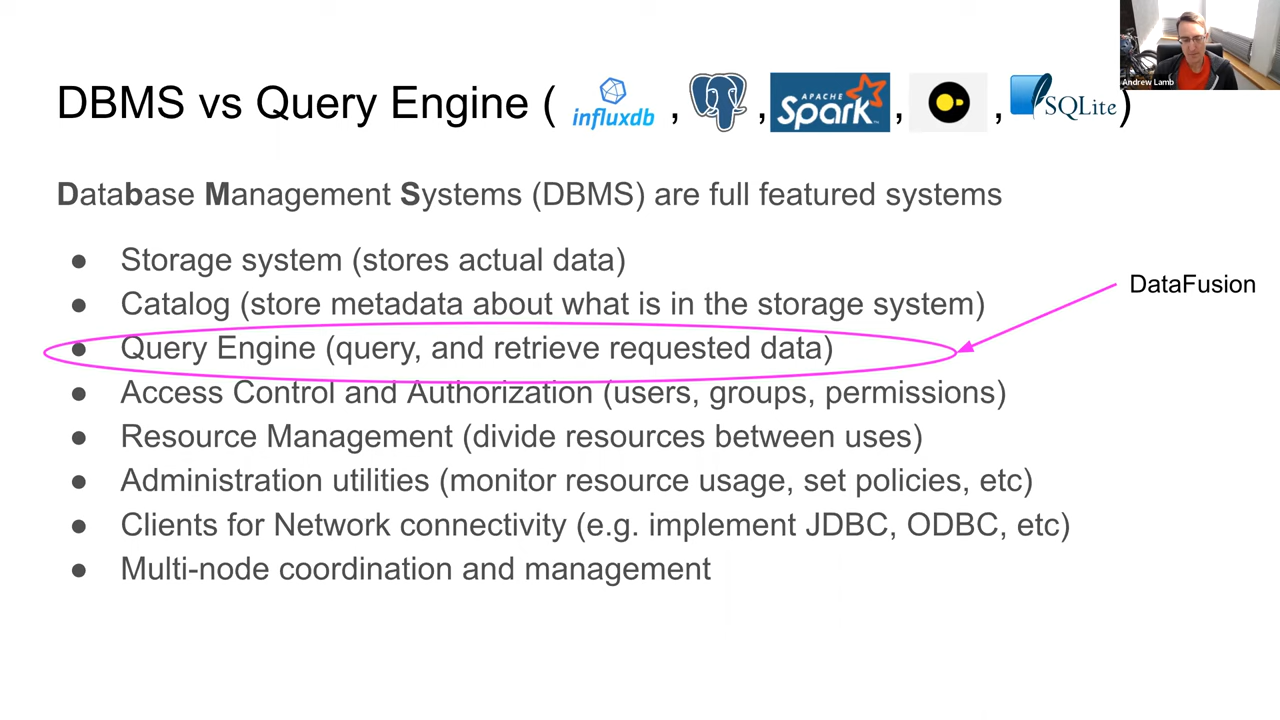 Andrew Lamb
DBMS vs Query Engine ( influxdb , , APACHE Spark , , SQLite )
Database Management Systems (DBMS) are full featured systems
● Storage system (stores actual data)
● Catalog (store metadata about what is in the storage system)
DataFusion
● Query Engine (query, and retrieve requested data)
● Access Control and Authorization (users, groups, permissions)
● Resource Management (divide resources between uses)
● Administration utilities (monitor resource usage, set policies, etc)
● Clients for Network connectivity (e.g. implement JDBC, ODBC, etc)
● Multi-node coordination and management